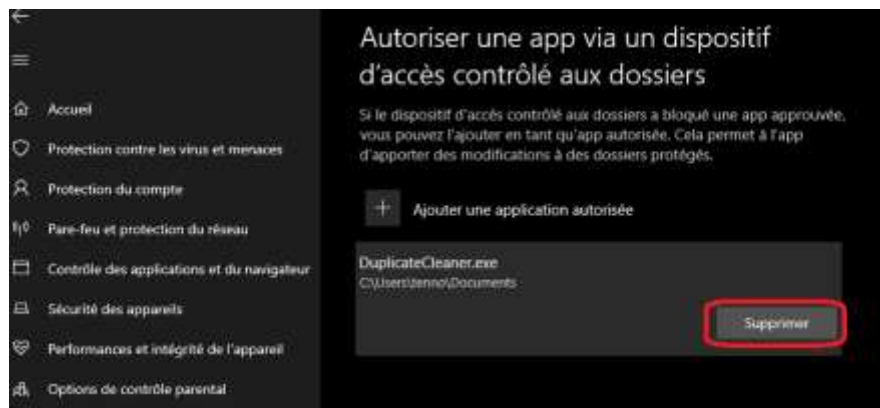 Autoriser une app via un dispositif
d'accès contrôlé aux dossiers
Si le dispositif d'accès contrôlé aux dossiers a bloqué une app approuvée,
vous pouvez l'ajouter en tant qu'app autorisée. Cela permet à l'app
d'apporter des modifications à des dossiers protégés.
Ajouter une application autorisée
DuplicateCleaner.exe
C:\Users\zenno\Documents
Supprimer
Accueil
Protection contre les virus et menaces
Protection du compte
Pare-feu et protection du réseau
Contrôle des applications et du navigateur
Sécurité des appareils
Performances et intégrité de l'appareil
Options de contrôle parental